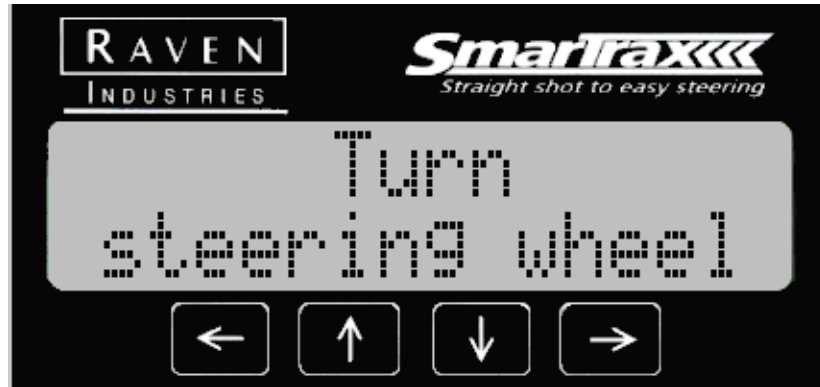 RAVEN
INDUSTRIES
SmarTrax
Straight shot to easy steering
Turn
steering wheel